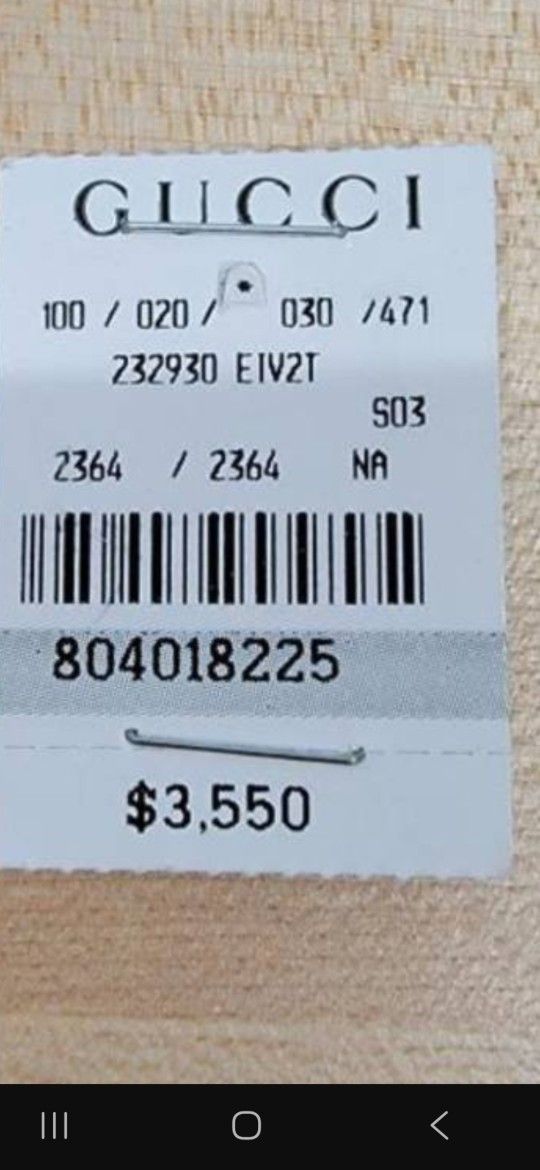 GUCCI
100 / 020 / 030 /471
232930 EIV2T
S03
2364 / 2364 NA
804018225
$3,550